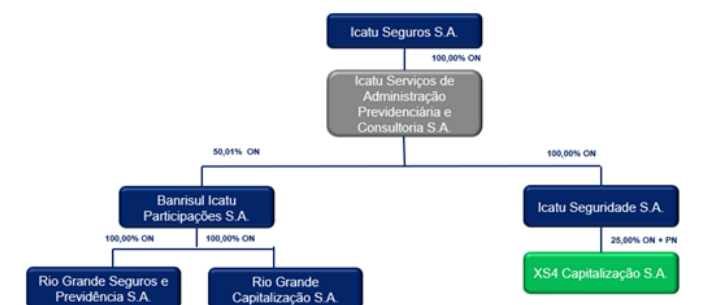 Icatu Seguros S.A.
100,00% ON
Icatu Serviços de
Administração
Previdenciária e
Consultoria S.A.
50,01% ON
100,00% ON
Banrisul Icatu
Participações S.A.
Icatu Seguridade S.A.
100,00% ON
100,00% ON
25,00% ON + PN
Rio Grande Seguros e
Previdência S.A.
Rio Grande
Capitalização S.A.
XS4 Capitalização S.A.